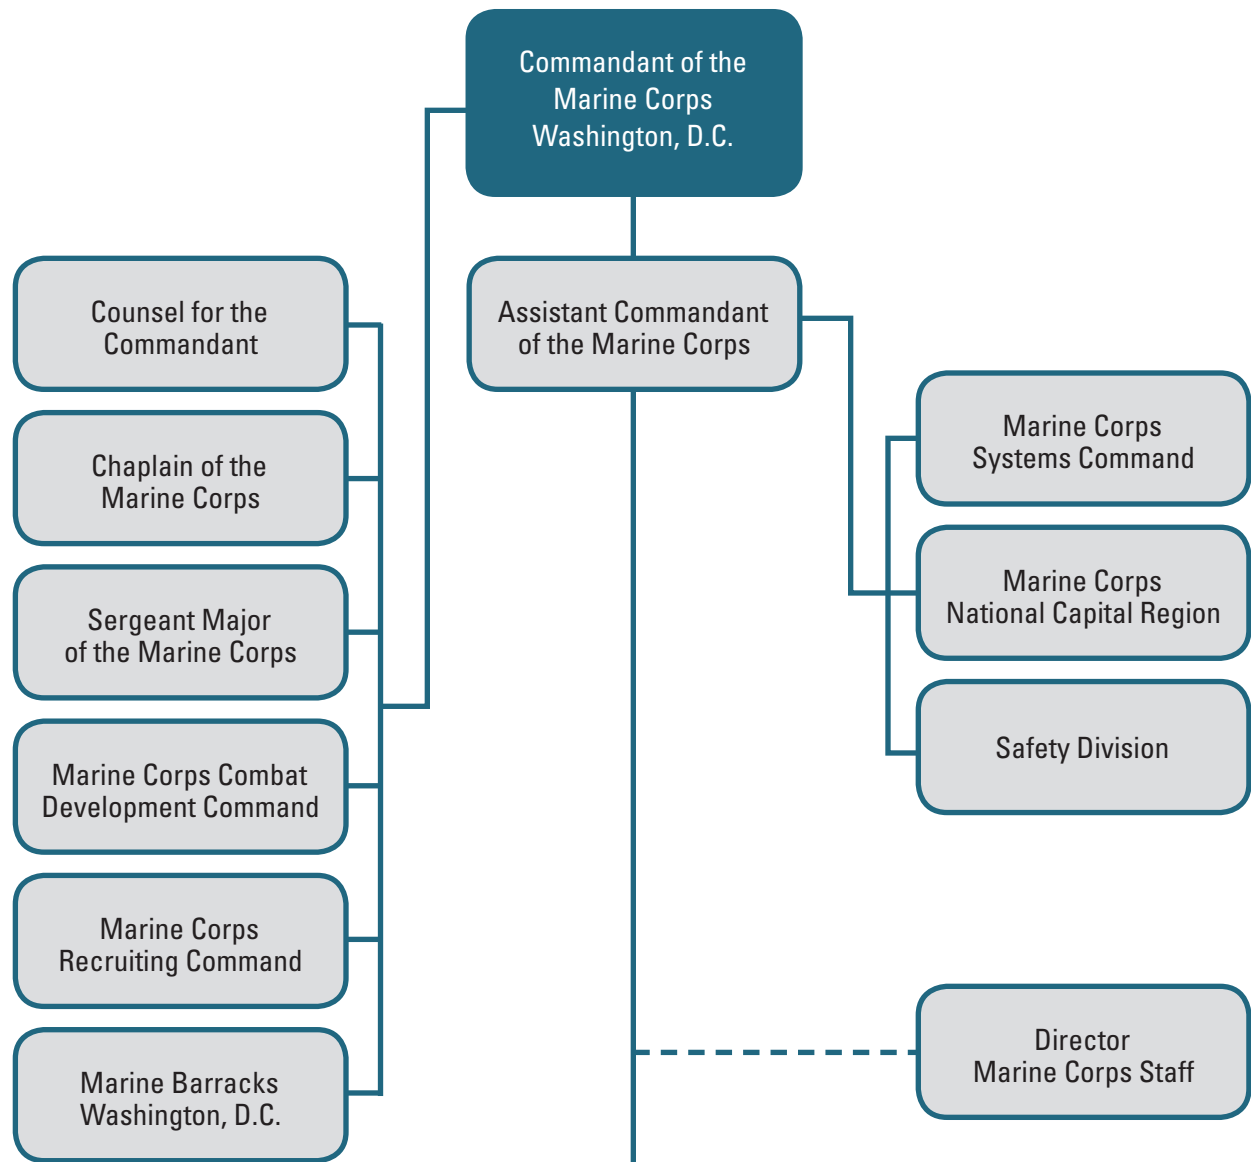 Commandant of the
Marine Corps
Washington, D.C.
Assistant Commandant
of the Marine Corps
Counsel for the
Commandant
Chaplain of the
Marine Corps
Sergeant Major
of the Marine Corps
Marine Corps Combat
Development Command
Marine Corps
Recruiting Command
Marine Barracks
Washington, D.C.
Marine Corps
Systems Command
Marine Corps
National Capital Region
Safety Division
Director
Marine Corps Staff